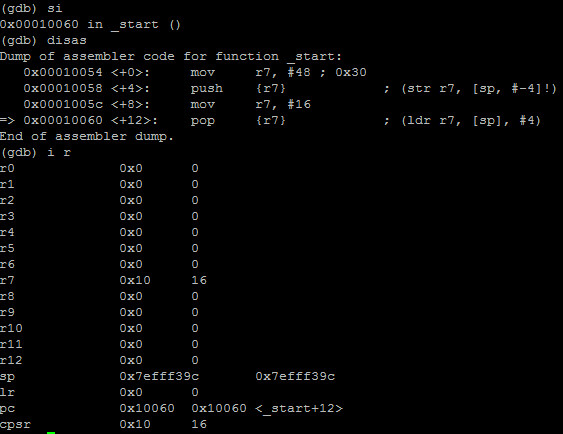 (gdb) si
0x00010060 in _start ()
(gdb) disas
Dump of assembler code for function _start:
   0x00010054 <+0>:     mov     r7, #48 ; 0x30
   0x00010058 <+4>:     push    {r7}            ; (str r7, [sp, #-4]!)
   0x0001005c <+8>:     mov     r7, #16
=> 0x00010060 <+12>:    pop     {r7}            ; (ldr r7, [sp], #4)
End of assembler dump.
(gdb) i r
r0             0x0      0
r1             0x0      0
r2             0x0      0
r3             0x0      0
r4             0x0      0
r5             0x0      0
r6             0x0      0
r7             0x10     16
r8             0x0      0
r9             0x0      0
r10            0x0      0
r11            0x0      0
r12            0x0      0
sp             0x7efff39c       0x7efff39c
lr             0x0      0
pc             0x10060  0x10060 <_start+12>
cpsr           0x10     16